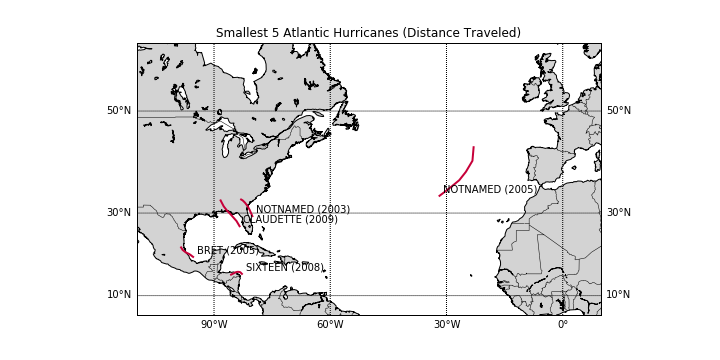 Smallest 5 Atlantic Hurricanes (Distance Traveled)
50°N
50°N
NOTNAMED (2005)
NOTNAMED (2003)
30°N
30°N
CLAUDETTE (2009)
BRET (2005)
SIXTEEN (2008)
10°N
10°N
90°W
60°W
30°W
0°